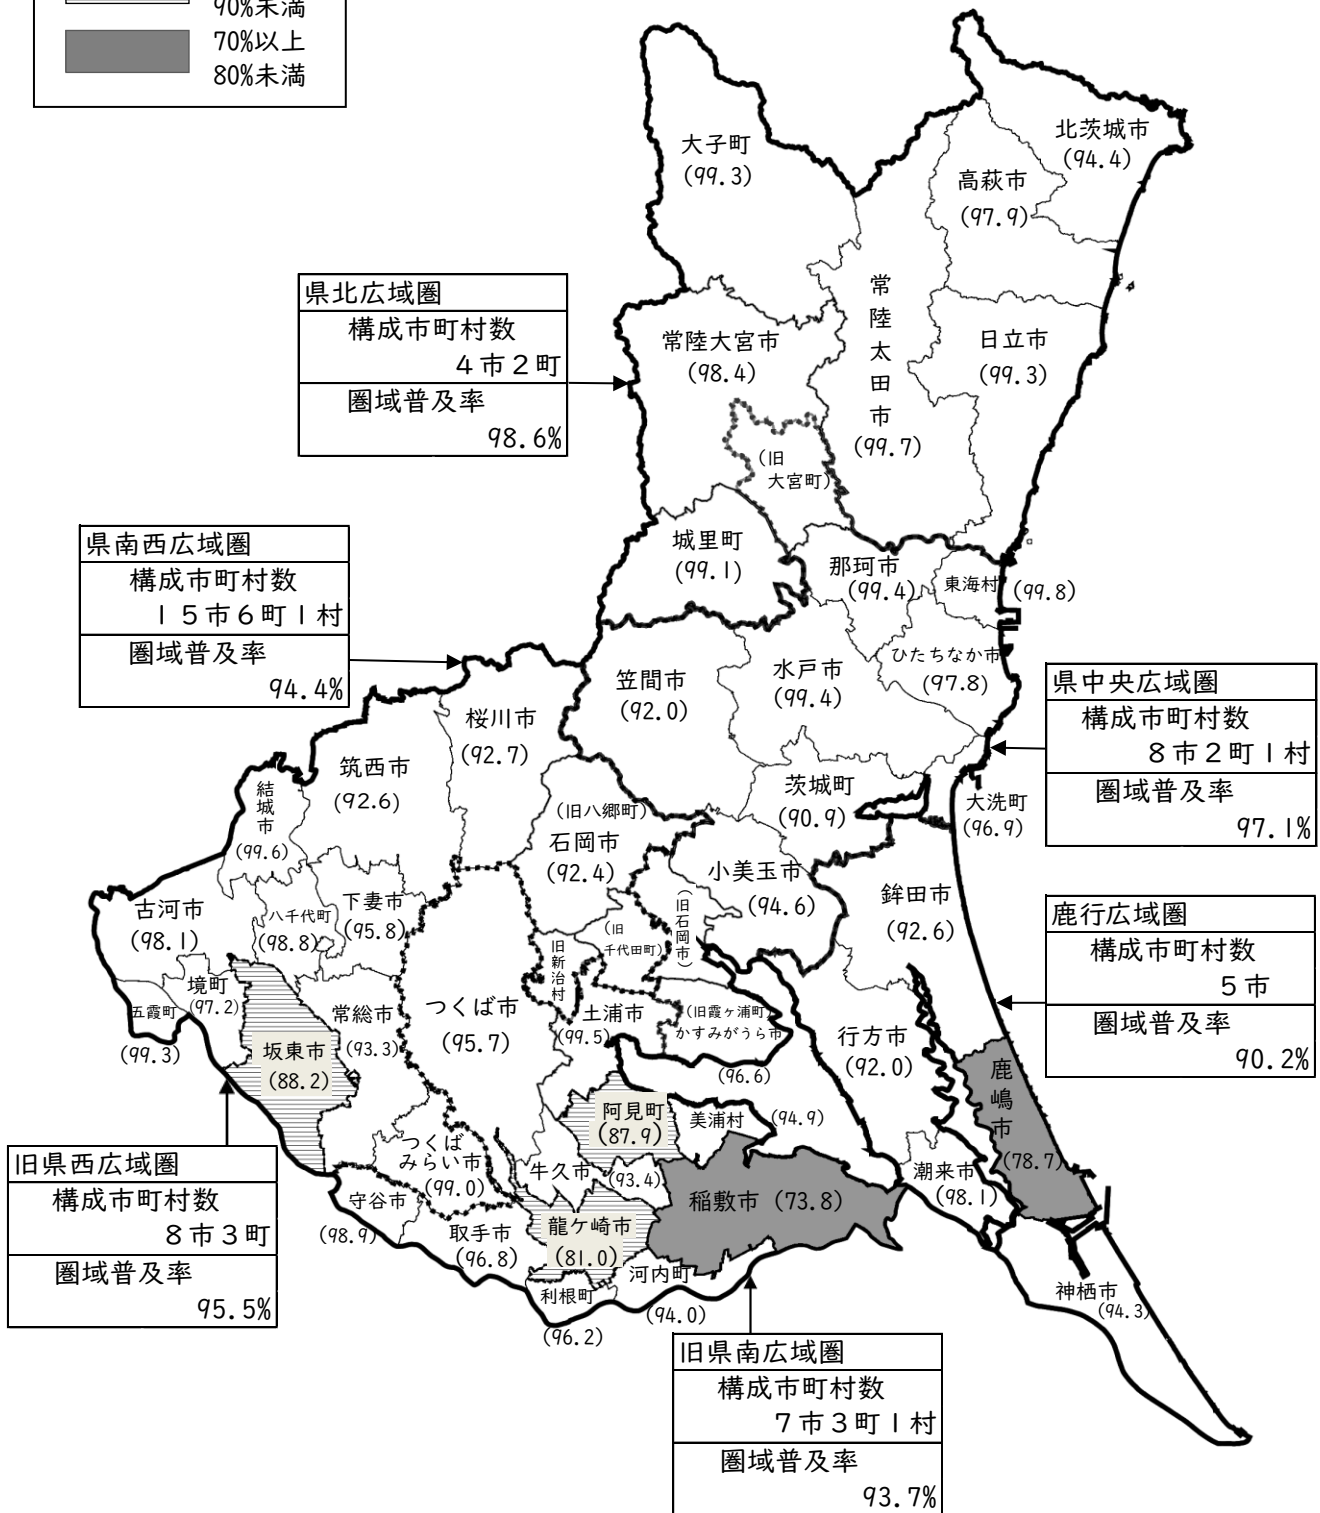 90%未満
70%以上
80%未満
大子町
(99.3)
北茨城市
(94.4)
高萩市
(97.9)
常陸太田市
(99.7)
日立市
(99.3)
常陸大宮市
(98.4)
(旧
大宮町)
県北広域圏
構成市町村数
4市2町
圏域普及率
98.6%
城里町
(99.1)
那珂市
(99.4)
東海村
(99.8)
ひたちなか市
(97.8)
水戸市
(99.4)
笠間市
(92.0)
県南西広域圏
構成市町村数
15市6町1村
圏域普及率
94.4%
県中央広域圏
構成市町村数
8市2町1村
圏域普及率
97.1%
桜川市
(92.7)
筑西市
(92.6)
結城市
(99.6)
茨城町
(90.9)
大洗町
(96.9)
(旧八郷町)
石岡市
(92.4)
小美玉市
(94.6)
鉾田市
(92.6)
(旧石岡市)
(旧
千代田町)
旧新治村
下妻市
(95.8)
八千代町
(98.8)
古河市
(98.1)
境町
(97.2)
五霞町
(99.3)
常総市
(93.3)
坂東市
(88.2)
つくば市
(95.7)
土浦市
(99.5)
(旧霞ヶ浦町)
かすみがうら市
(96.6)
行方市
(92.0)
鹿行広域圏
構成市町村数
5市
圏域普及率
90.2%
鹿嶋市
(78.7)
阿見町
(87.9)
美浦村
(94.9)
つくば
みらい市
(99.0)
牛久市
(93.4)
稲敷市 (73.8)
潮来市
(98.1)
守谷市
(98.9)
取手市
(96.8)
龍ケ崎市
(81.0)
河内町
(94.0)
利根町
(96.2)
神栖市
(94.3)
旧県西広域圏
構成市町村数
8市3町
圏域普及率
95.5%
旧県南広域圏
構成市町村数
7市3町1村
圏域普及率
93.7%